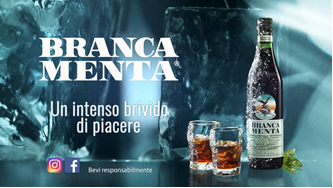 BRANCA
MENTA®
Un intenso brivido
di piacere
Bevi responsabilmente
BRANCA
MENTA